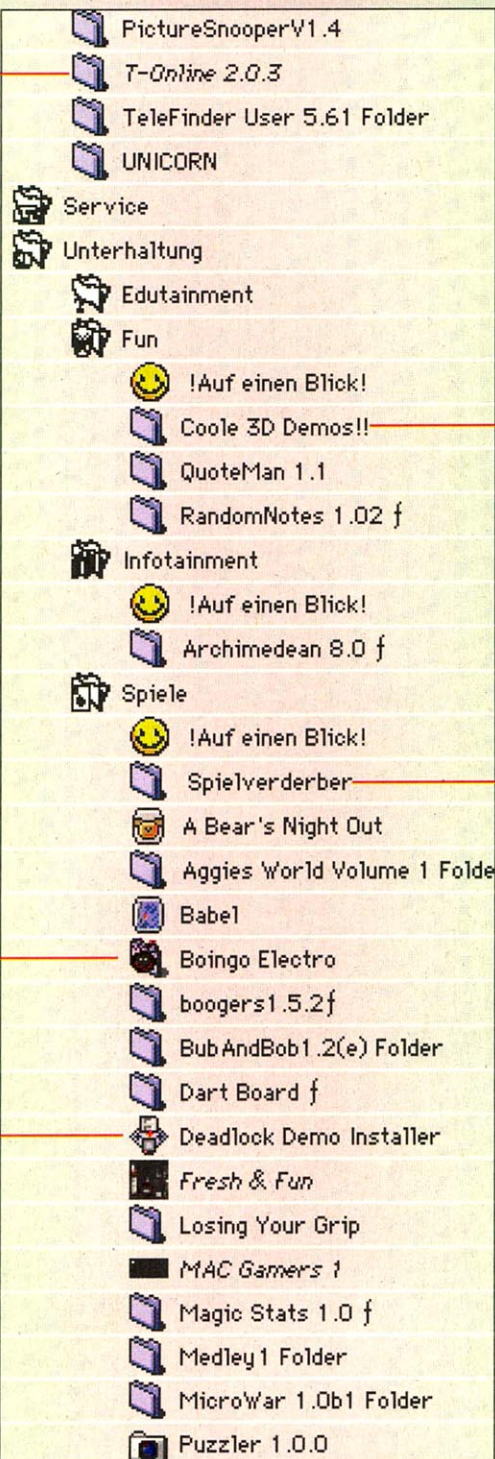 PictureSnooperV1.4
T-Online 2.0.3
TeleFinder User 5.61 Folder
UNICORN
Service
Unterhaltung
Edutainment
Fun
!Auf einen Blick!
Coole 3D Demos!!
QuoteMan 1.1
RandomNotes 1.02 ƒ
Infotainment
!Auf einen Blick!
Archimedean 8.0 ƒ
Spiele
!Auf einen Blick!
Spielverderber
A Bear's Night Out
Aggies World Volume 1 Folde
Babel
Boingo Electro
boogers1.5.2ƒ
BubAndBob1.2(e) Folder
Dart Board ƒ
Deadlock Demo Installer
Fresh & Fun
Losing Your Grip
MAC Gamers 1
Magic Stats 1.0 ƒ
Medley1 Folder
MicroWar 1.0b1 Folder
Puzzler 1.0.0